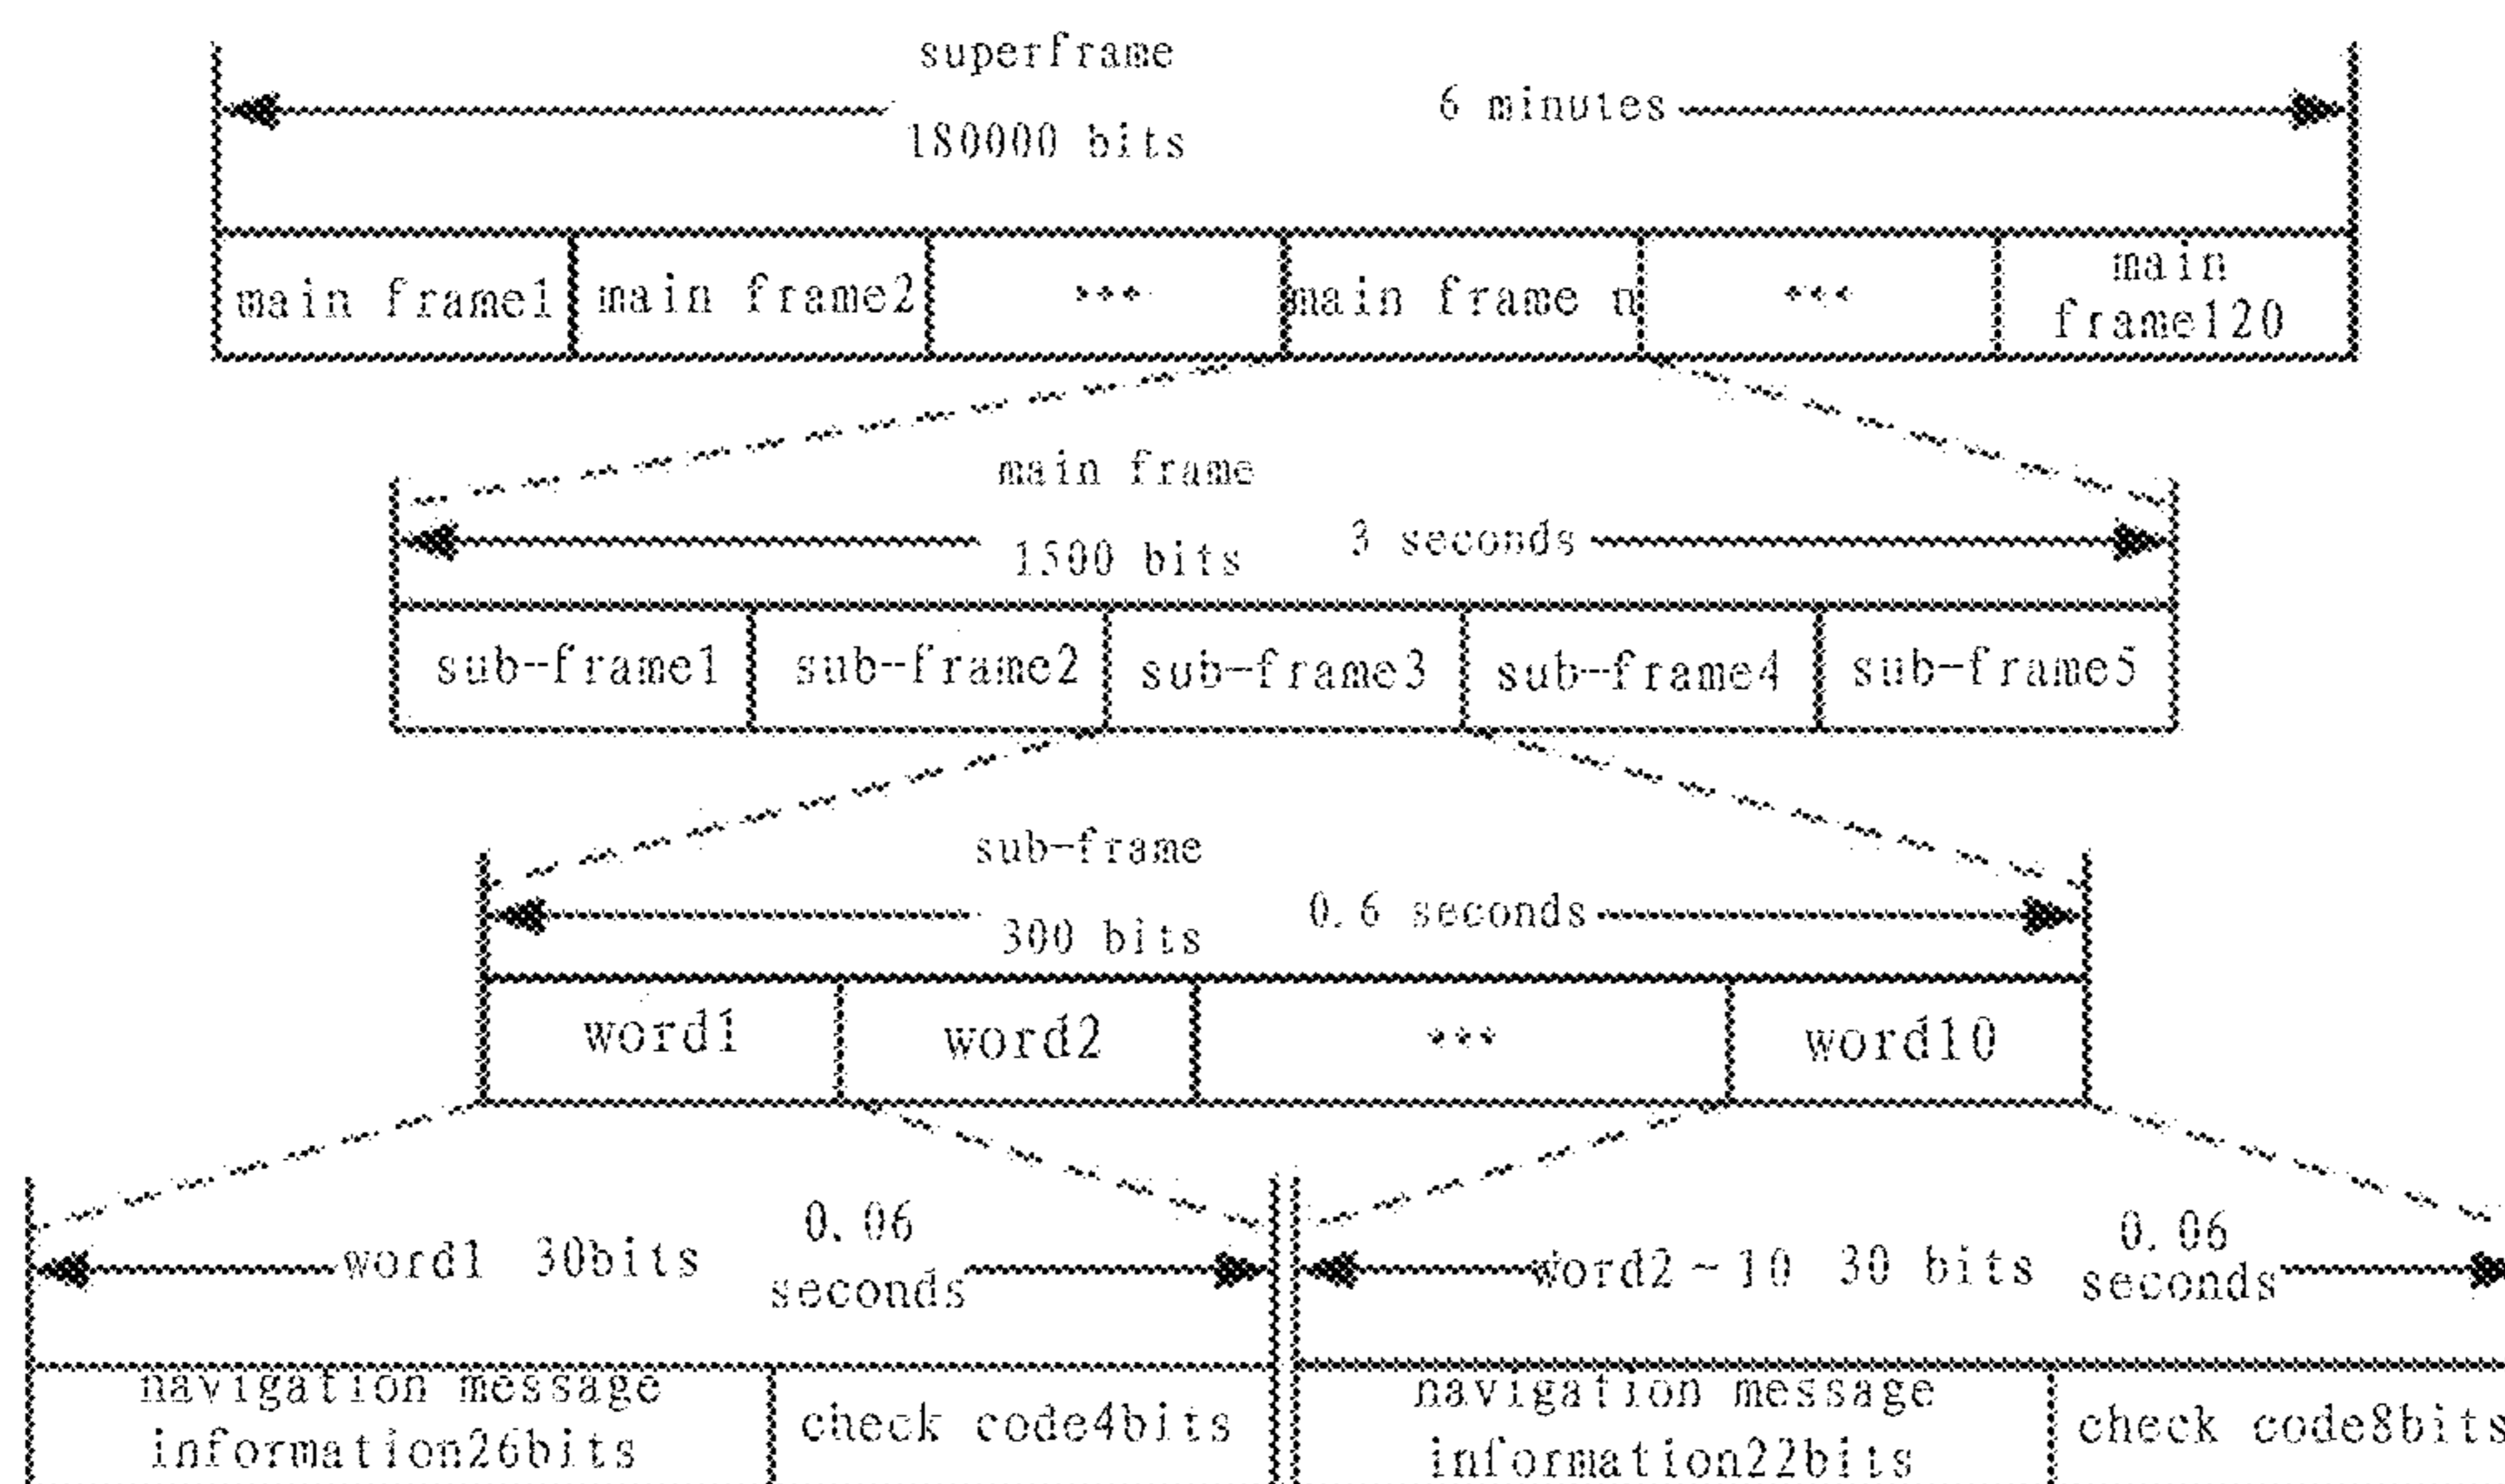 superframe
180000 bits
6 minutes
main frame1
main frame2
***
main frame n
***
main
frame120
main frame
1500 bits
3 seconds
sub-frame1
sub-frame2
sub-frame3
sub-frame4
sub-frame5
sub-frame
300 bits
0.6 seconds
word1
word2
***
word10
word1 30bits
0.06
seconds
word2~10 30 bits
0.06
seconds
navigation message
information26bits
check code4bits
navigation message
information22bits
check code8bits